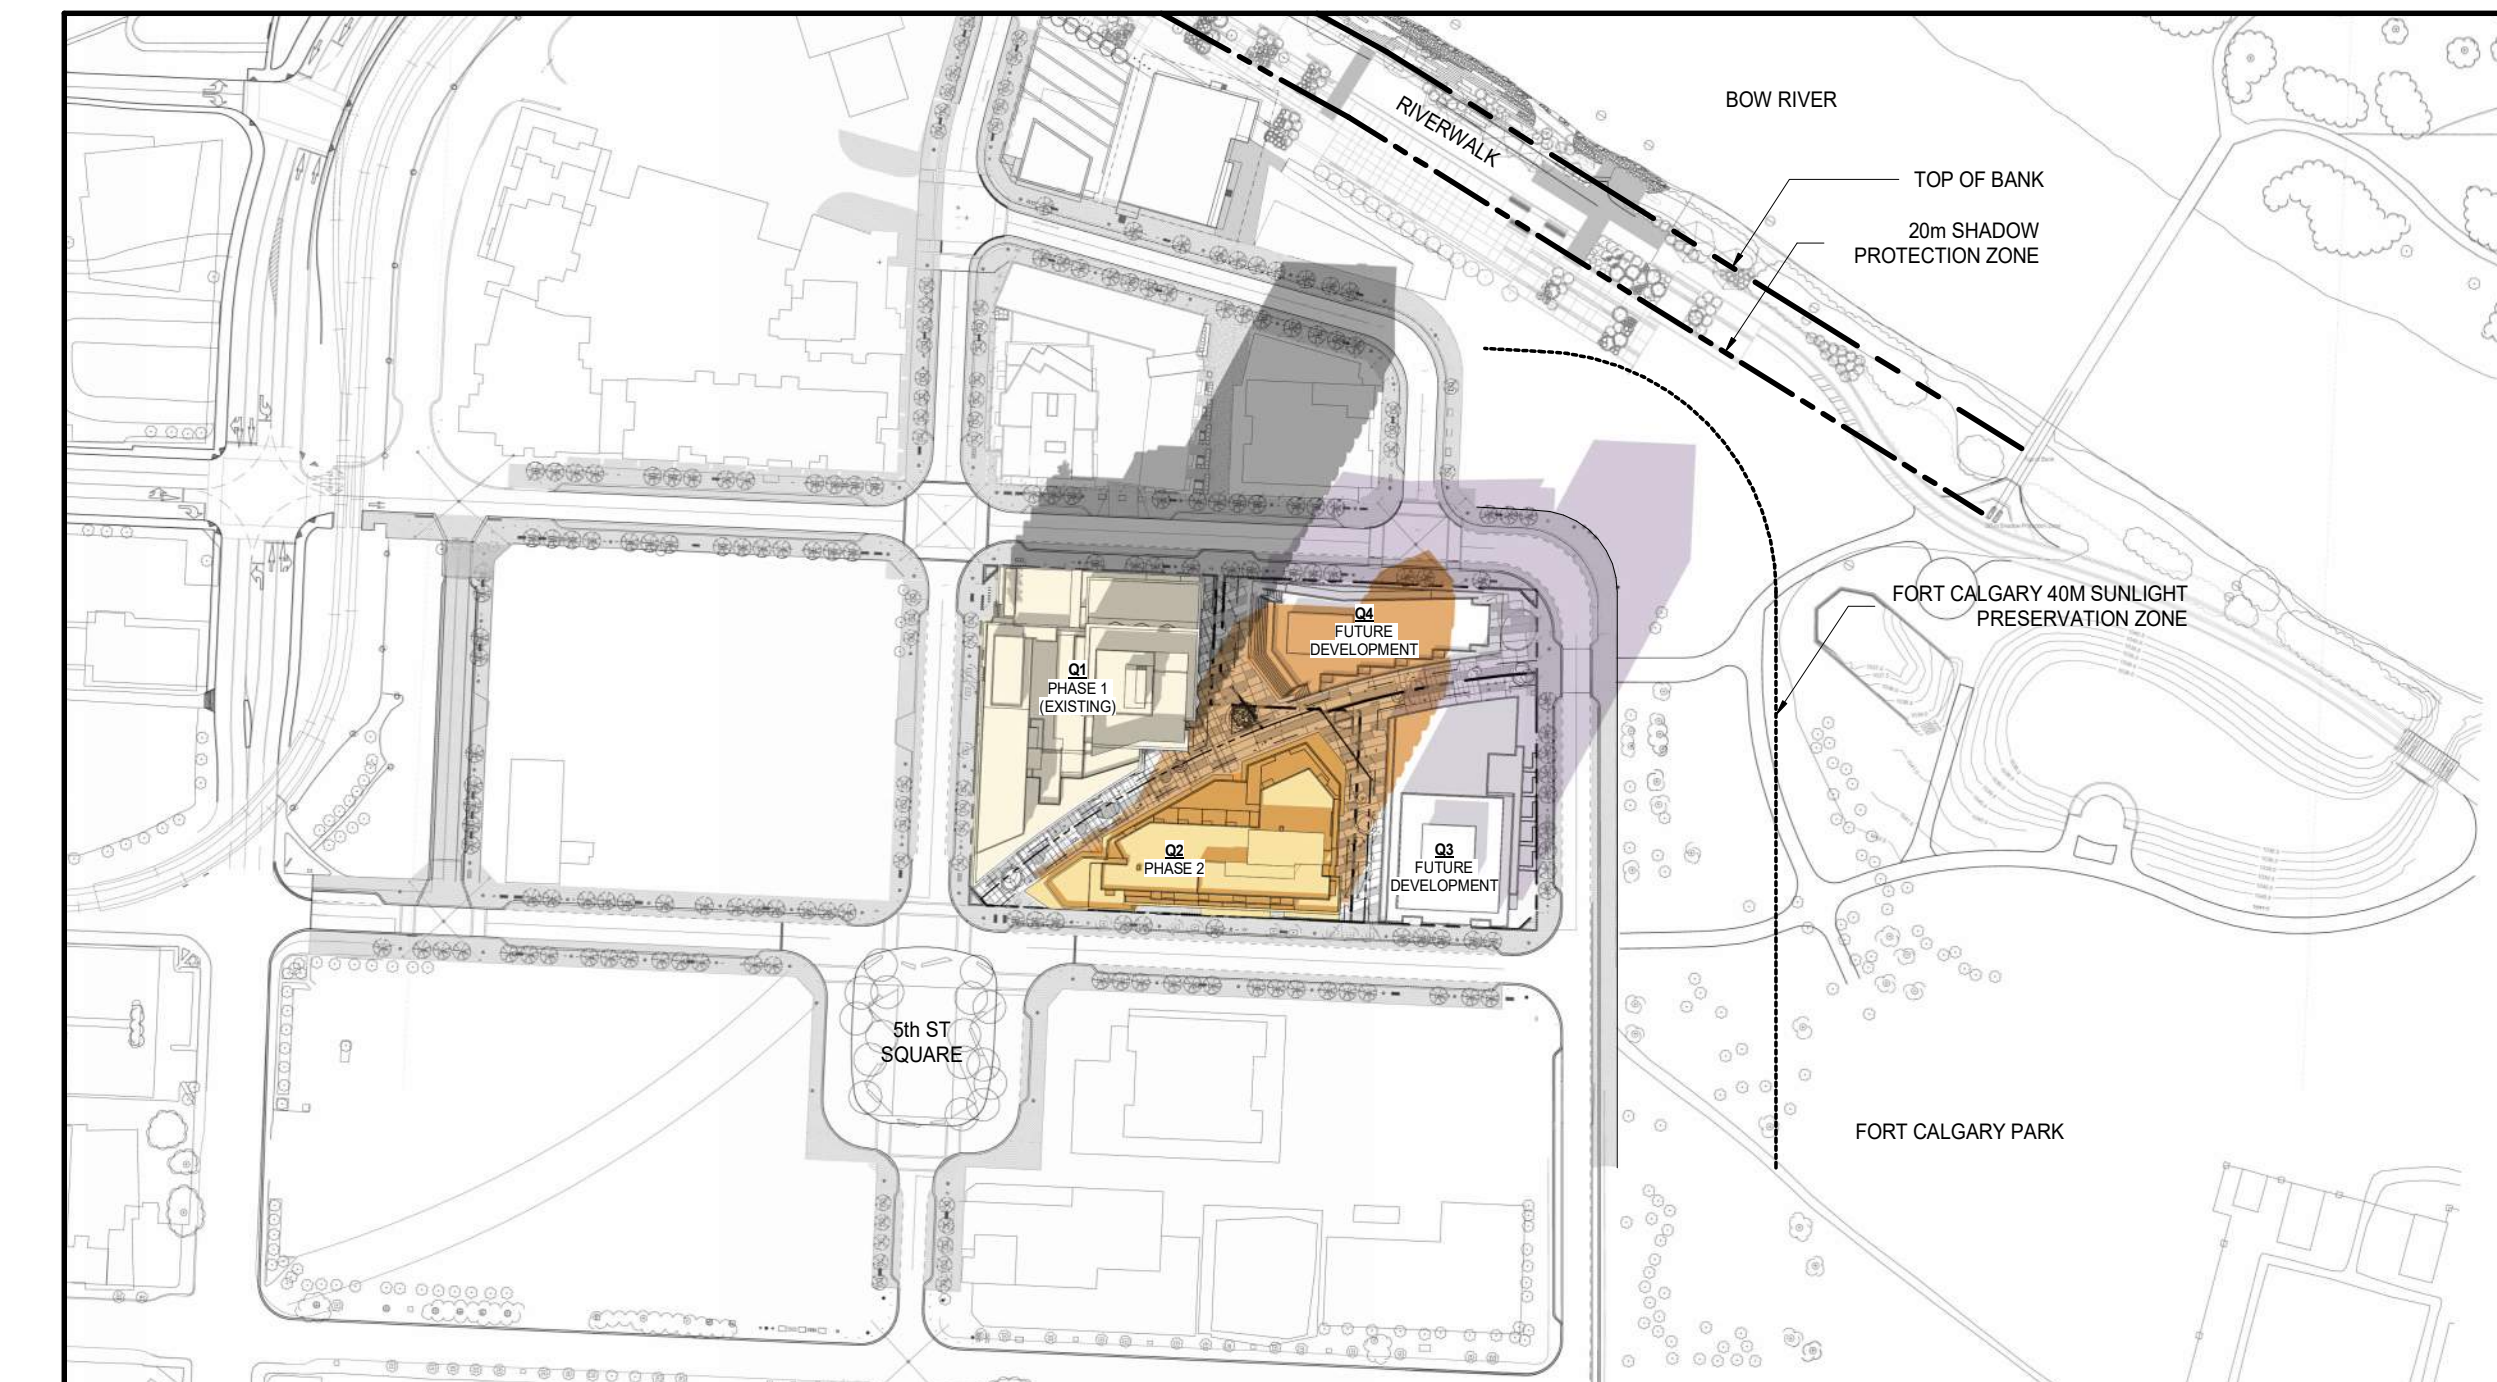 BOW RIVER
RIVERWALK
TOP OF BANK
20m SHADOW
PROTECTION ZONE
FORT CALGARY 40M SUNLIGHT
PRESERVATION ZONE
Q4
FUTURE
DEVELOPMENT
Q1
PHASE 1
(EXISTING)
Q2
PHASE 2
Q3
FUTURE
DEVELOPMENT
5th ST
SQUARE
FORT CALGARY PARK